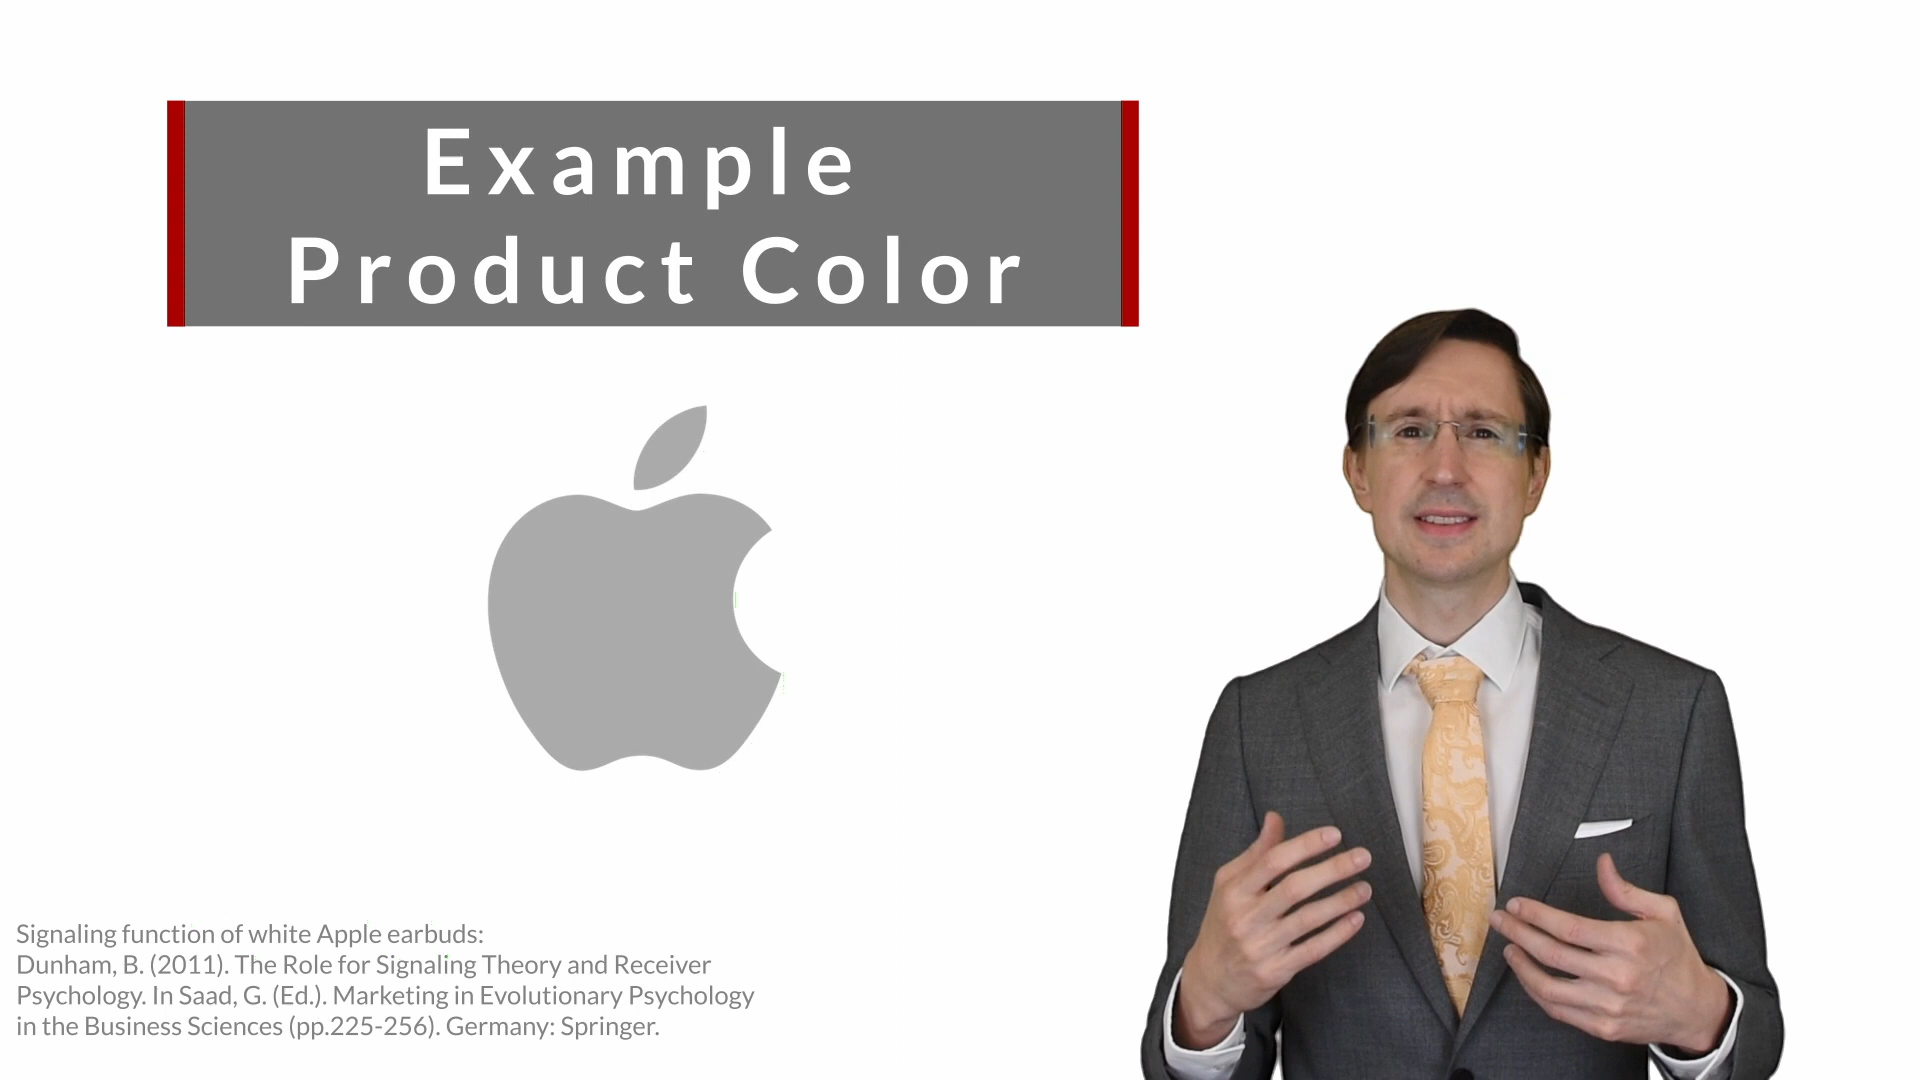 Example
Product Color
Signaling function of white Apple earbuds:
Dunham, B. (2011). The Role for Signaling Theory and Receiver
Psychology. In Saad, G. (Ed.). Marketing in Evolutionary Psychology
in the Business Sciences (pp.225-256). Germany: Springer.